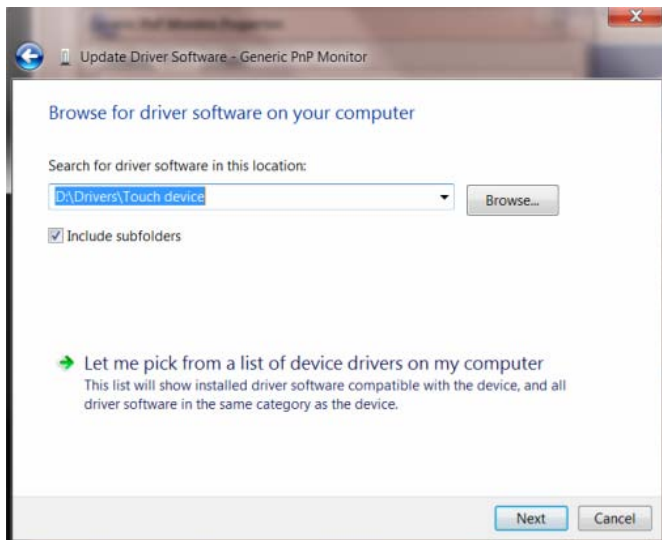 Update Driver Software - Generic PnP Monitor
Browse for driver software on your computer
Search for driver software in this location:
D:\Drivers\Touch device
Browse...
Include subfolders
Let me pick from a list of device drivers on my computer
This list will show installed driver software compatible with the device, and all
driver software in the same category as the device.
Next
Cancel